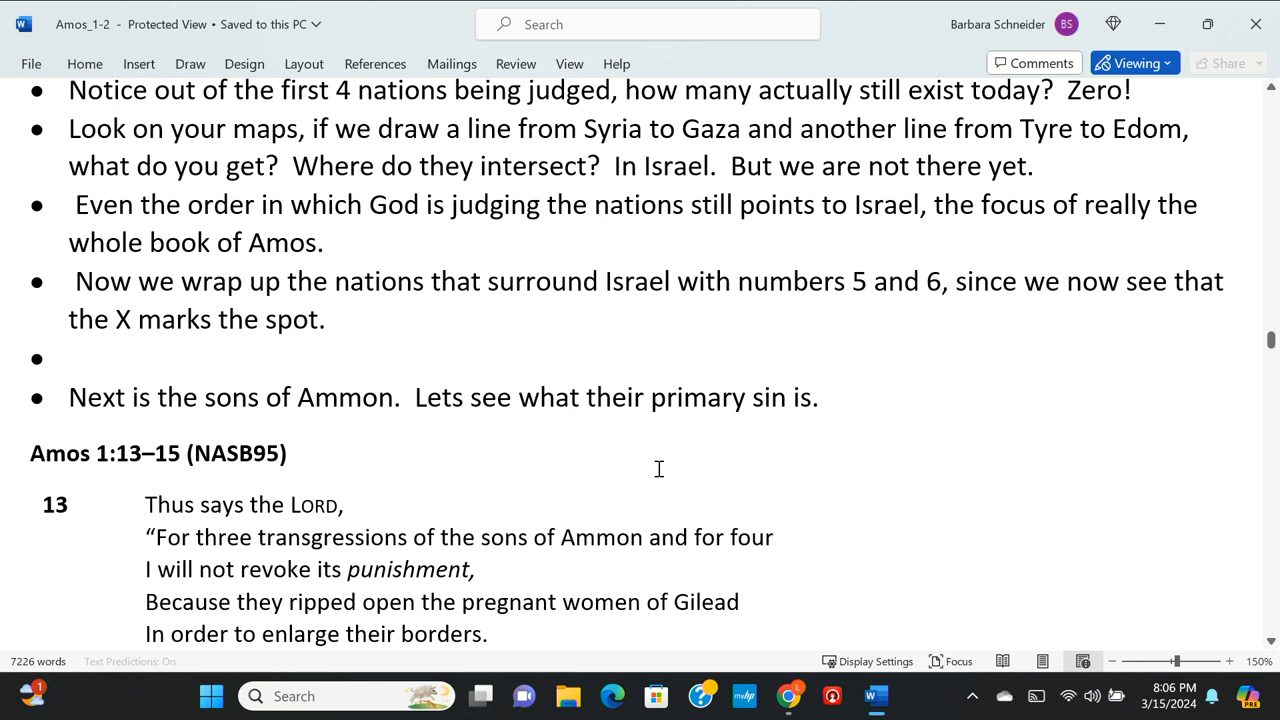 Amos_1-2 - Protected View • Saved to this PC
Search
Barbara Schneider BS
File Home Insert Draw Design Layout References Mailings Review View Help Comments Viewing Share
• Notice out of the first 4 nations being judged, how many actually still exist today?  Zero!
• Look on your maps, if we draw a line from Syria to Gaza and another line from Tyre to Edom,
what do you get?  Where do they intersect?  In Israel.  But we are not there yet.
•  Even the order in which God is judging the nations still points to Israel, the focus of really the
whole book of Amos.
•  Now we wrap up the nations that surround Israel with numbers 5 and 6, since we now see that
the X marks the spot.
•
• Next is the sons of Ammon.  Lets see what their primary sin is.
Amos 1:13–15 (NASB95)
13 Thus says the LORD,
“For three transgressions of the sons of Ammon and for four
I will not revoke its punishment,
Because they ripped open the pregnant women of Gilead
In order to enlarge their borders.
7226 words Text Predictions: On Display Settings Focus 150%
1 Search 8:06 PM
3/15/2024